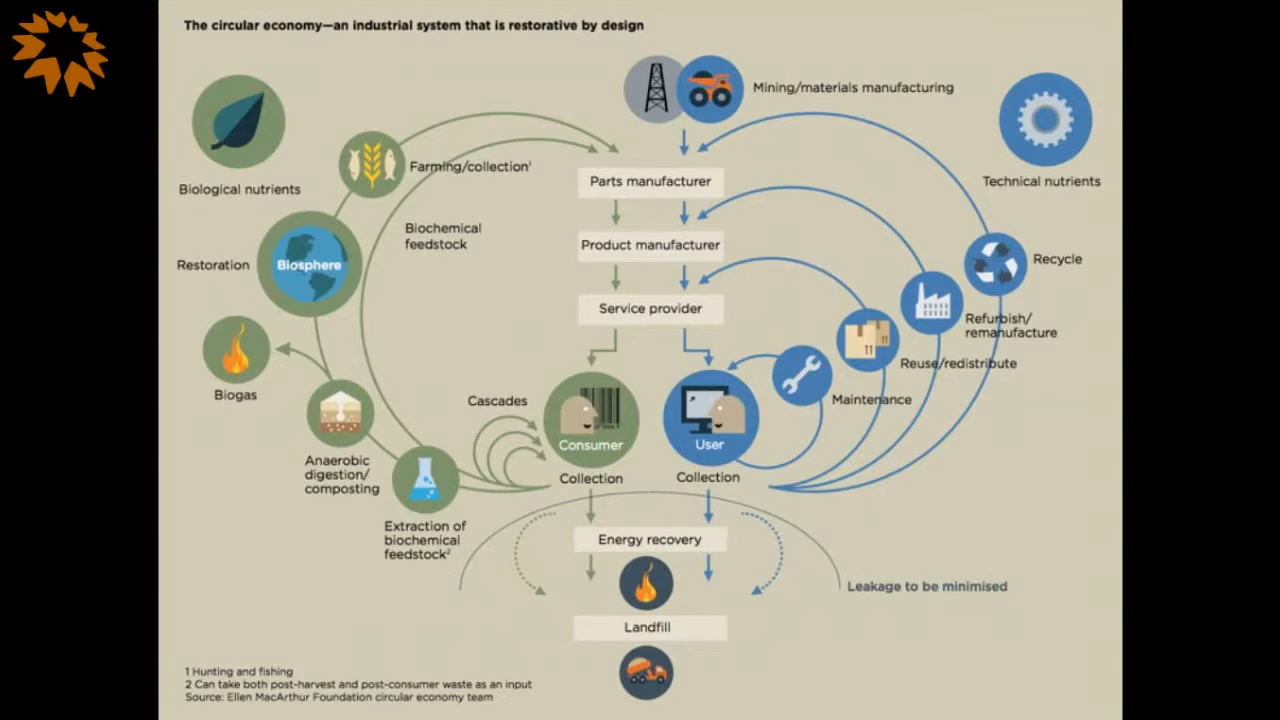 The circular economy—an industrial system that is restorative by design
Mining/materials manufacturing
Biological nutrients
Farming/collection¹
Parts manufacturer
Technical nutrients
Biochemical
feedstock
Product manufacturer
Restoration
Biosphere
Recycle
Service provider
Refurbish/
remanufacture
Reuse/redistribute
Biogas
Cascades
Maintenance
Consumer
User
Anaerobic
digestion/
composting
Collection
Collection
Extraction of
biochemical
feedstock²
Energy recovery
Leakage to be minimised
Landfill
1 Hunting and fishing
2 Can take both post-harvest and post-consumer waste as an input
Source: Ellen MacArthur Foundation circular economy team